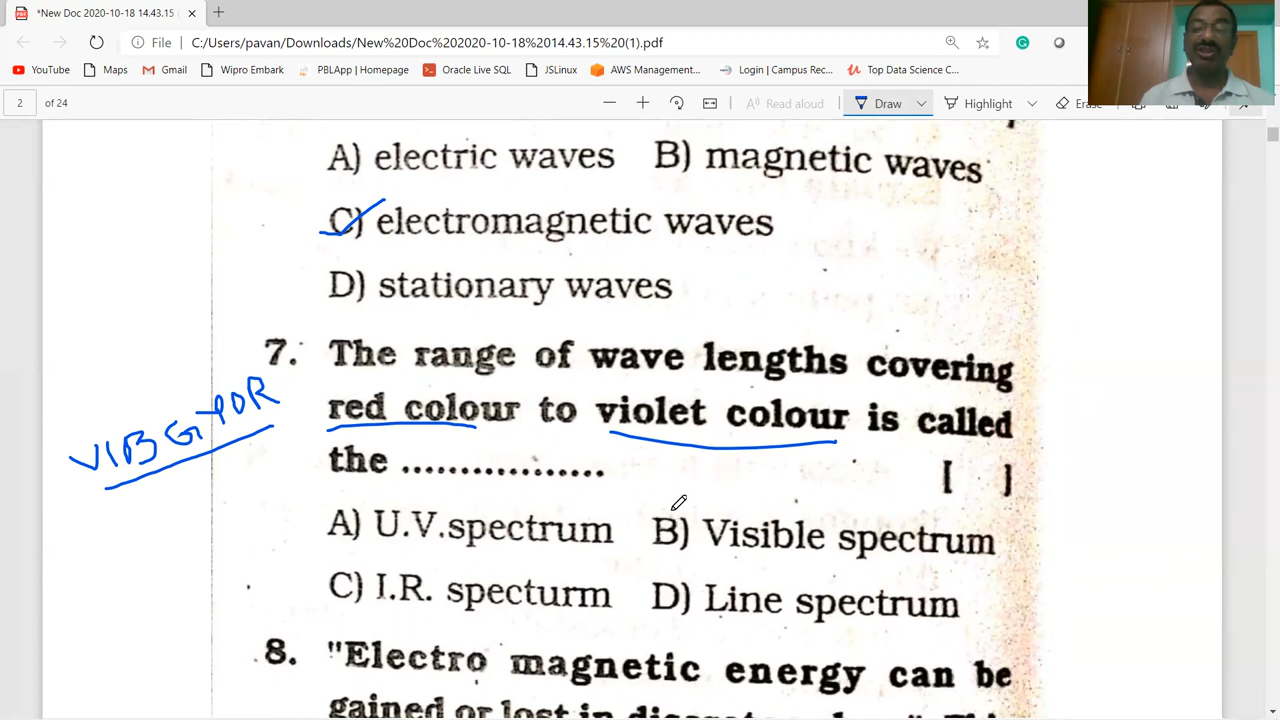 *New Doc 2020-10-18 14.43.15
File C:/Users/pavan/Downloads/New%20Doc%202020-10-18%2014.43.15%20(1).pdf
YouTube Maps Gmail Wipro Embark PBLApp | Homepage Oracle Live SQL JSLinux AWS Management... Login | Campus Rec... Top Data Science C...
2 of 24 Read aloud Draw Highlight Erase
A) electric waves B) magnetic waves
C) electromagnetic waves
D) stationary waves
7. The range of wave lengths covering
red colour to violet colour is called
the .................. [ ]
VIBGYOR
A) U.V.spectrum B) Visible spectrum
C) I.R. specturm D) Line spectrum
8. "Electro magnetic energy can be
gained or lost in